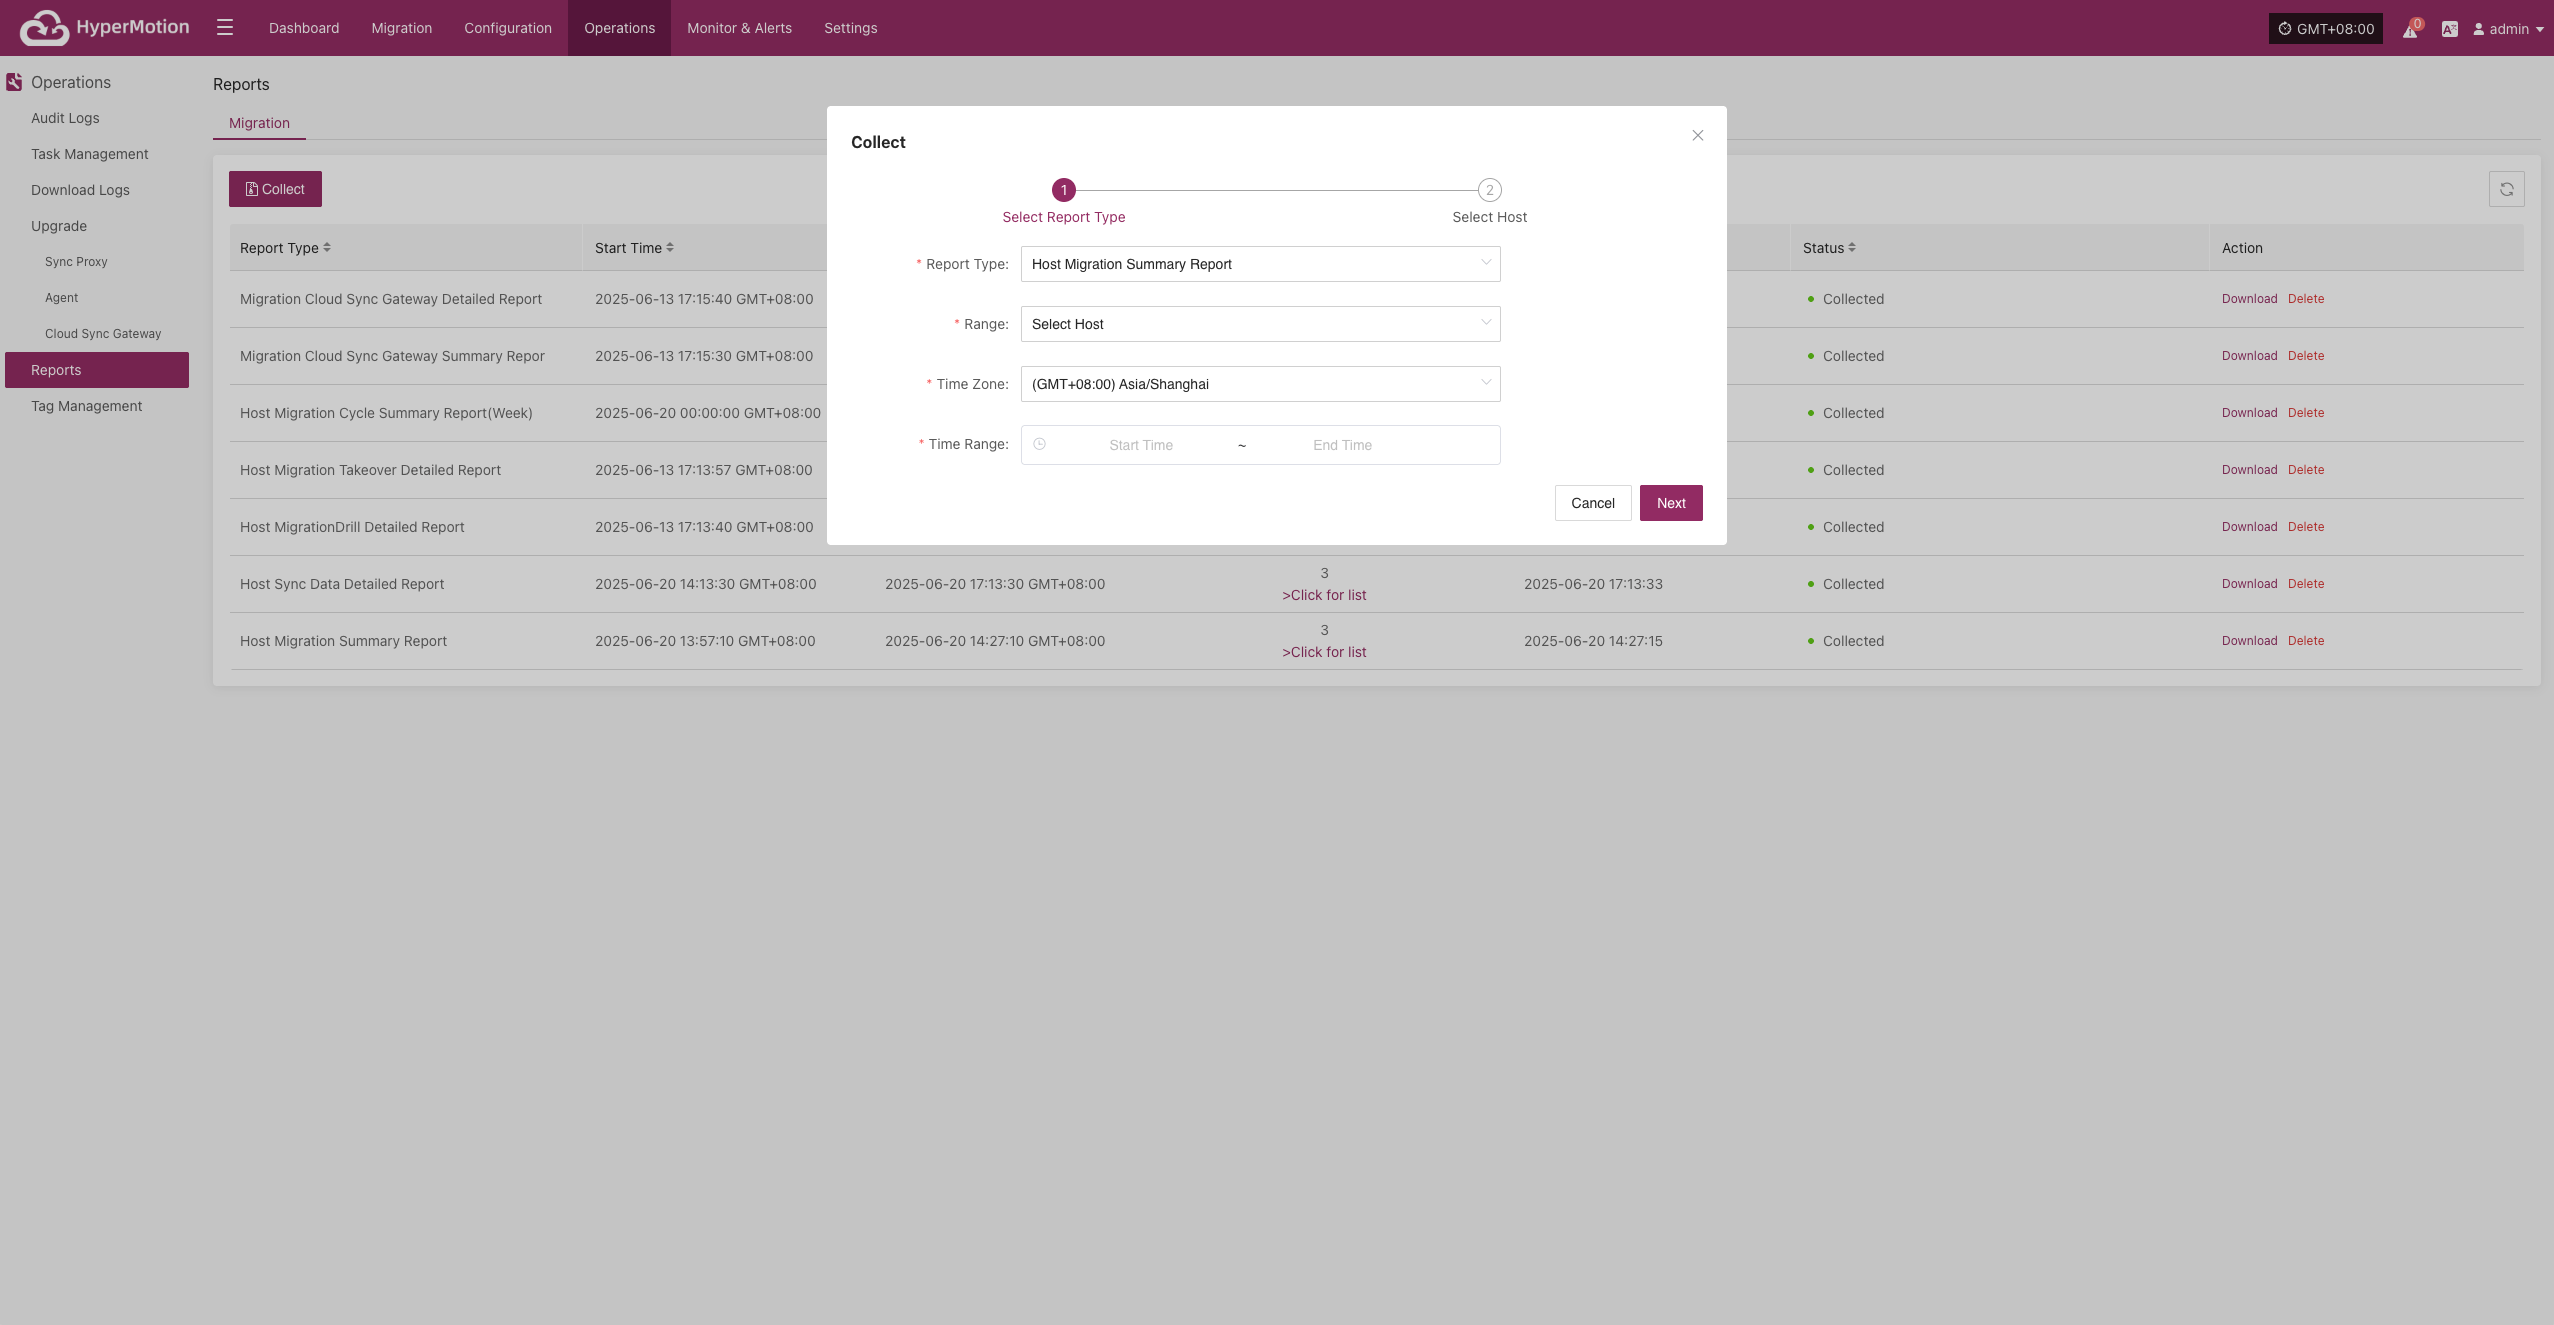 HyperMotion
Dashboard
Migration
Configuration
Operations
Monitor & Alerts
Settings
GMT+08:00
0
admin
Operations
Audit Logs
Task Management
Download Logs
Upgrade
Sync Proxy
Agent
Cloud Sync Gateway
Reports
Tag Management
Reports
Migration
Collect
Report Type
Start Time
Status
Action
Migration Cloud Sync Gateway Detailed Report 2025-06-13 17:15:40 GMT+08:00 Collected Download Delete
Migration Cloud Sync Gateway Summary Repor 2025-06-13 17:15:30 GMT+08:00 Collected Download Delete
Host Migration Cycle Summary Report(Week) 2025-06-20 00:00:00 GMT+08:00 Collected Download Delete
Host Migration Takeover Detailed Report 2025-06-13 17:13:57 GMT+08:00 Collected Download Delete
Host MigrationDrill Detailed Report 2025-06-13 17:13:40 GMT+08:00 Collected Download Delete
Host Sync Data Detailed Report 2025-06-20 14:13:30 GMT+08:00 2025-06-20 17:13:30 GMT+08:00 3 2025-06-20 17:13:33 Collected Download Delete
>Click for list
Host Migration Summary Report 2025-06-20 13:57:10 GMT+08:00 2025-06-20 14:27:10 GMT+08:00 3 2025-06-20 14:27:15 Collected Download Delete
>Click for list
Collect
1
2
Select Report Type
Select Host
* Report Type: Host Migration Summary Report
* Range: Select Host
* Time Zone: (GMT+08:00) Asia/Shanghai
* Time Range: Start Time ~ End Time
Cancel
Next